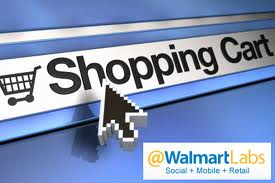 Shopping Cart
@WalmartLabs
Social + Mobile + Retail